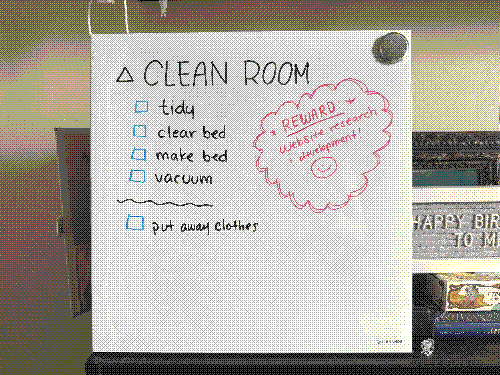 △ CLEAN ROOM
tidy
clear bed
make bed
vacuum
put away clothes
* REWARD *
website research
& development!
HAPPY BIR
TO M